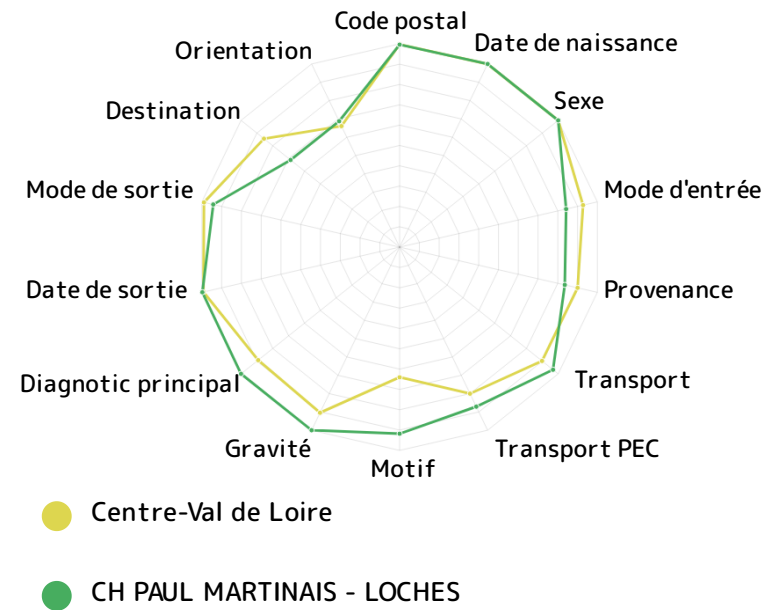 Code postal
Date de naissance
Sexe
Mode d'entrée
Provenance
Transport
Transport PEC
Motif
Gravité
Diagnotic principal
Date de sortie
Mode de sortie
Destination
Orientation
Centre-Val de Loire
CH PAUL MARTINAIS - LOCHES